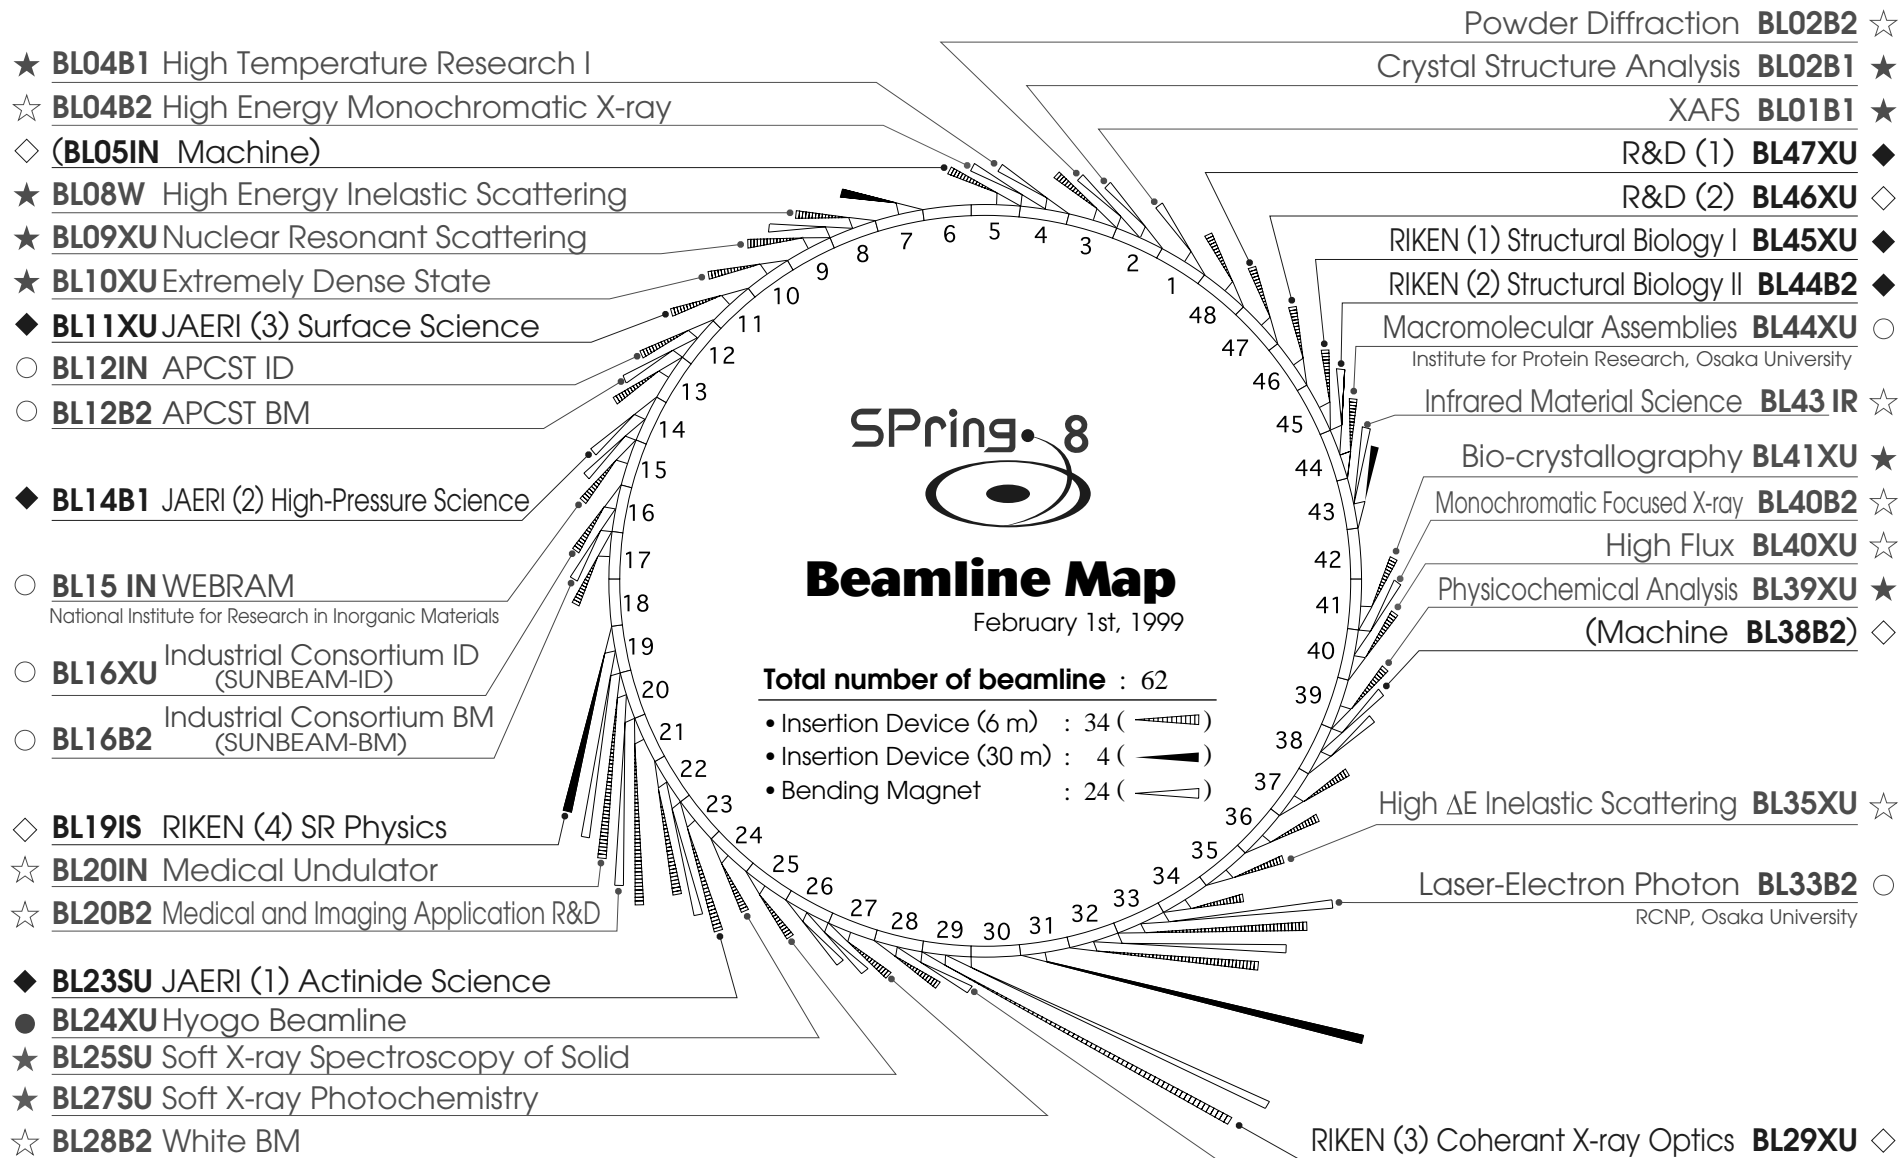 ★ BL04B1 High Temperature Research I
☆ BL04B2 High Energy Monochromatic X-ray
◇ (BL05IN Machine)
★ BL08W High Energy Inelastic Scattering
★ BL09XU Nuclear Resonant Scattering
★ BL10XU Extremely Dense State
◆ BL11XU JAERI (3) Surface Science
○ BL12IN APCST ID
○ BL12B2 APCST BM
◆ BL14B1 JAERI (2) High-Pressure Science
○ BL15 IN WEBRAM
National Institute for Research in Inorganic Materials
○ BL16XU Industrial Consortium ID
(SUNBEAM-ID)
○ BL16B2 Industrial Consortium BM
(SUNBEAM-BM)
◇ BL19IS RIKEN (4) SR Physics
☆ BL20IN Medical Undulator
☆ BL20B2 Medical and Imaging Application R&D
◆ BL23SU JAERI (1) Actinide Science
● BL24XU Hyogo Beamline
★ BL25SU Soft X-ray Spectroscopy of Solid
★ BL27SU Soft X-ray Photochemistry
☆ BL28B2 White BM
Powder Diffraction BL02B2 ☆
Crystal Structure Analysis BL02B1 ★
XAFS BL01B1 ★
R&D (1) BL47XU ◆
R&D (2) BL46XU ◇
RIKEN (1) Structural Biology I BL45XU ◆
RIKEN (2) Structural Biology II BL44B2 ◆
Macromolecular Assemblies BL44XU ○
Institute for Protein Research, Osaka University
Infrared Material Science BL43 IR ☆
Bio-crystallography BL41XU ★
Monochromatic Focused X-ray BL40B2 ☆
High Flux BL40XU ☆
Physicochemical Analysis BL39XU ★
(Machine BL38B2) ◇
High ΔE Inelastic Scattering BL35XU ☆
Laser-Electron Photon BL33B2 ○
RCNP, Osaka University
RIKEN (3) Coherant X-ray Optics BL29XU ◇
1
2
3
4
5
6
7
8
9
10
11
12
13
14
15
16
17
18
19
20
21
22
23
24
25
26
27
28
29
30
31
32
33
34
35
36
37
38
39
40
41
42
43
44
45
46
47
48
SPring-8
Beamline Map
February 1st, 1999
Total number of beamline : 62
• Insertion Device (6 m) : 34 ( )
• Insertion Device (30 m) : 4 ( )
• Bending Magnet : 24 ( )